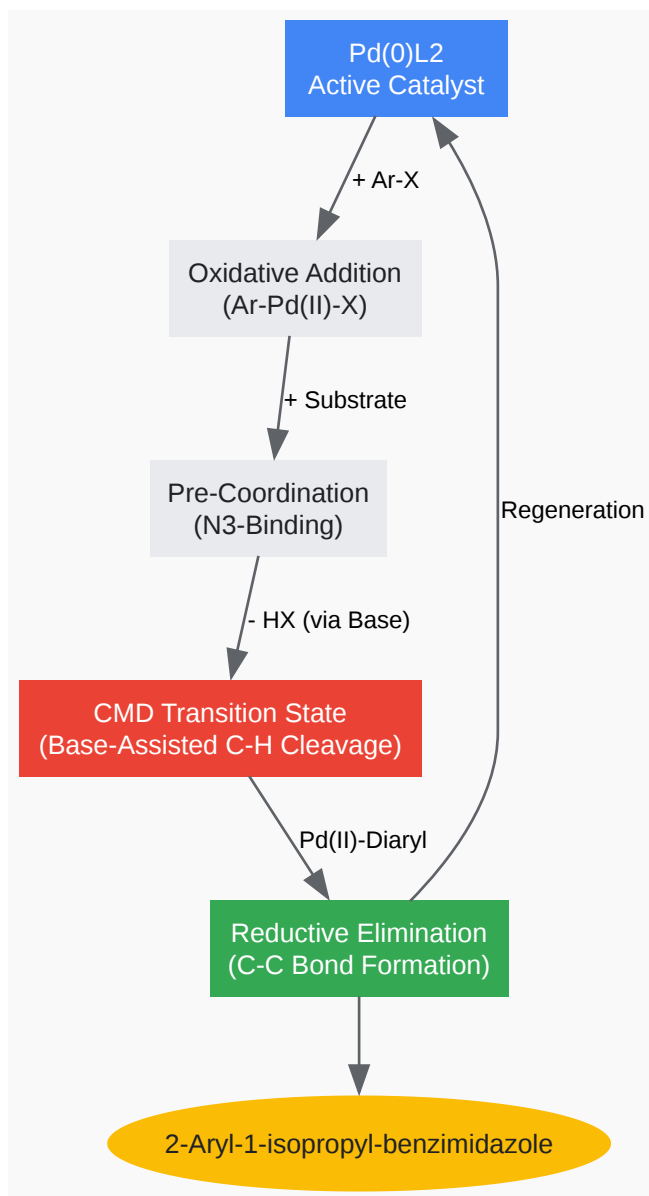 Pd(0)L2
Active Catalyst
+ Ar-X
Oxidative Addition
(Ar-Pd(II)-X)
+ Substrate
Pre-Coordination
(N3-Binding)
Regeneration
- HX (via Base)
CMD Transition State
(Base-Assisted C-H Cleavage)
Pd(II)-Diaryl
Reductive Elimination
(C-C Bond Formation)
2-Aryl-1-isopropyl-benzimidazole